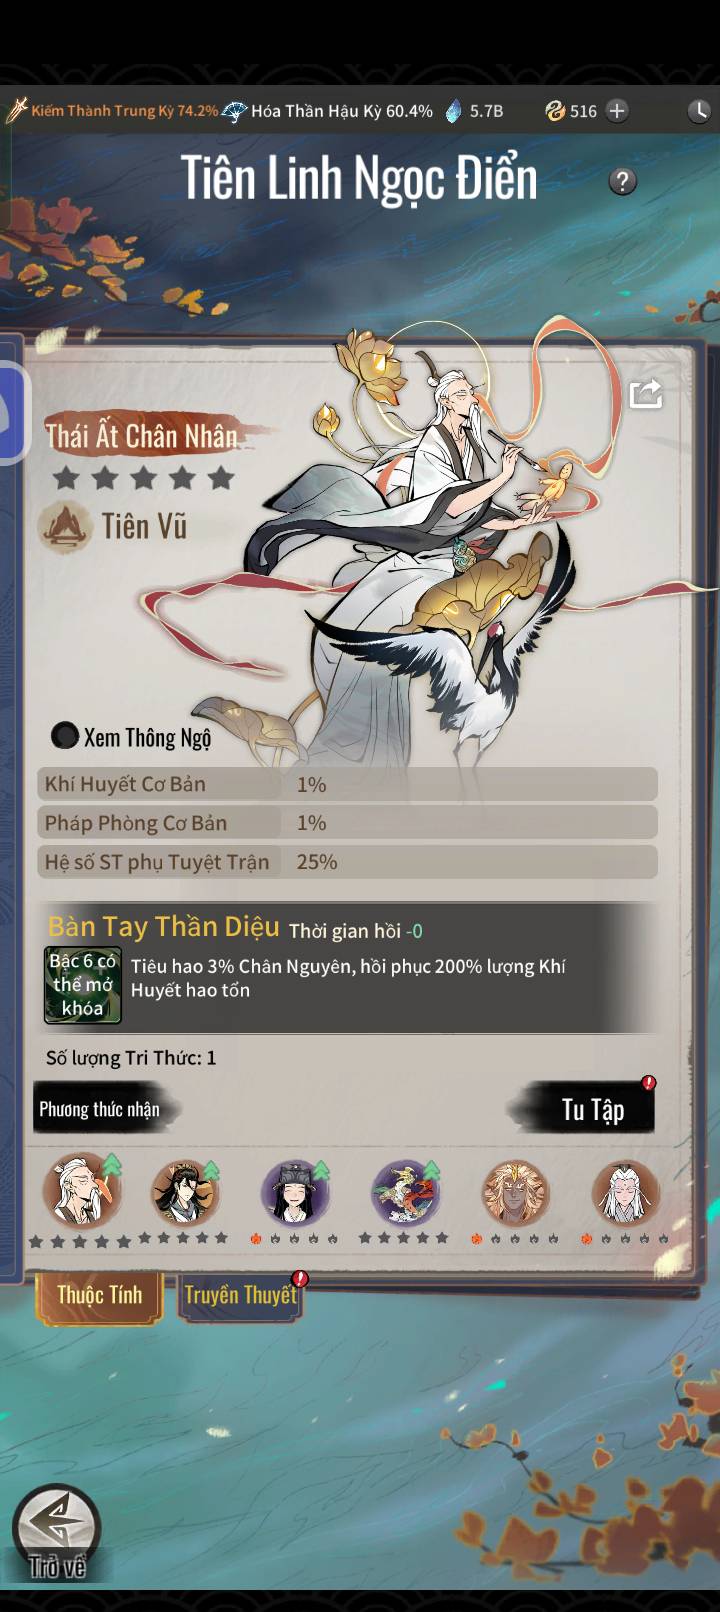 Kiếm Thành Trung Kỳ 74.2% Hóa Thần Hậu Kỳ 60.4% 5.7B 516
Tiên Linh Ngọc Điển ?
Thái Ất Chân Nhân
Tiên Vũ
Xem Thông Ngộ
Khí Huyết Cơ Bản 1%
Pháp Phòng Cơ Bản 1%
Hệ số ST phụ Tuyệt Trận 25%
Bàn Tay Thần Diệu Thời gian hồi -0
Bậc 6 có
thể mở
khóa
Tiêu hao 3% Chân Nguyên, hồi phục 200% lượng Khí
Huyết hao tốn
Số lượng Tri Thức: 1
Phương thức nhận Tu Tập
Thuộc Tính Truyền Thuyết
Trở về